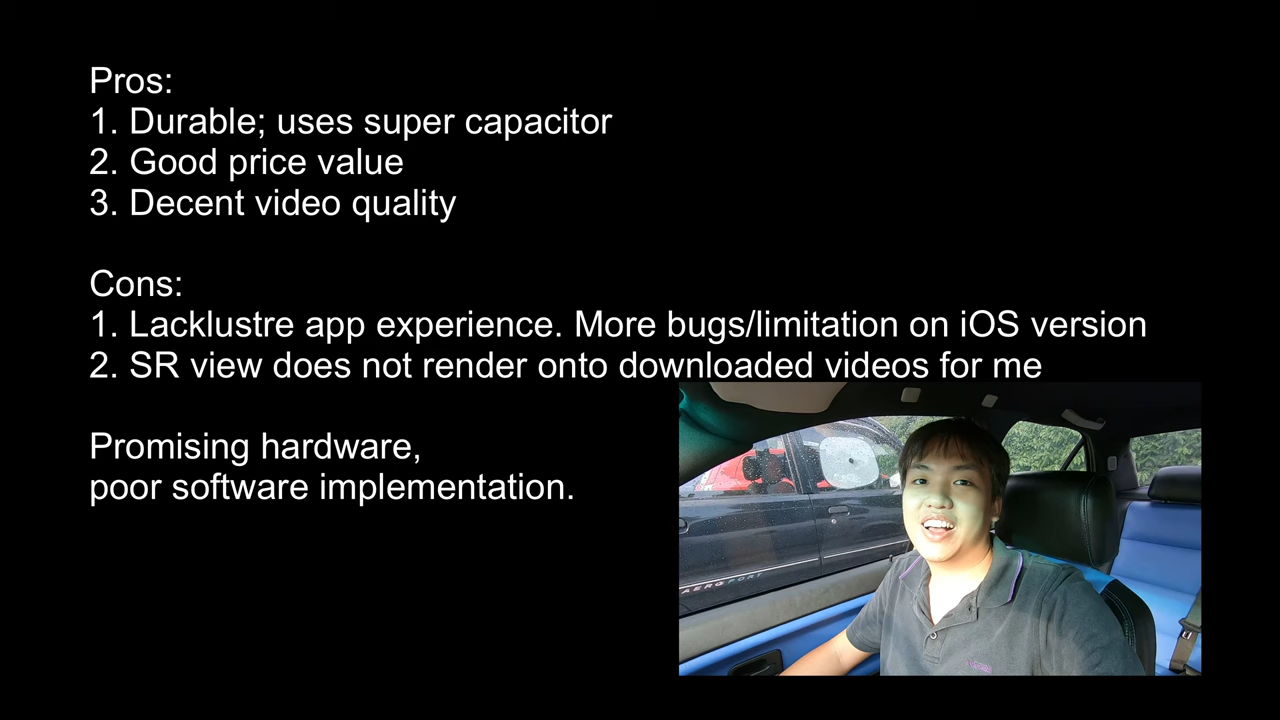 Pros:
1. Durable; uses super capacitor
2. Good price value
3. Decent video quality
Cons:
1. Lacklustre app experience. More bugs/limitation on iOS version
2. SR view does not render onto downloaded videos for me
Promising hardware,
poor software implementation.
AEROPORT